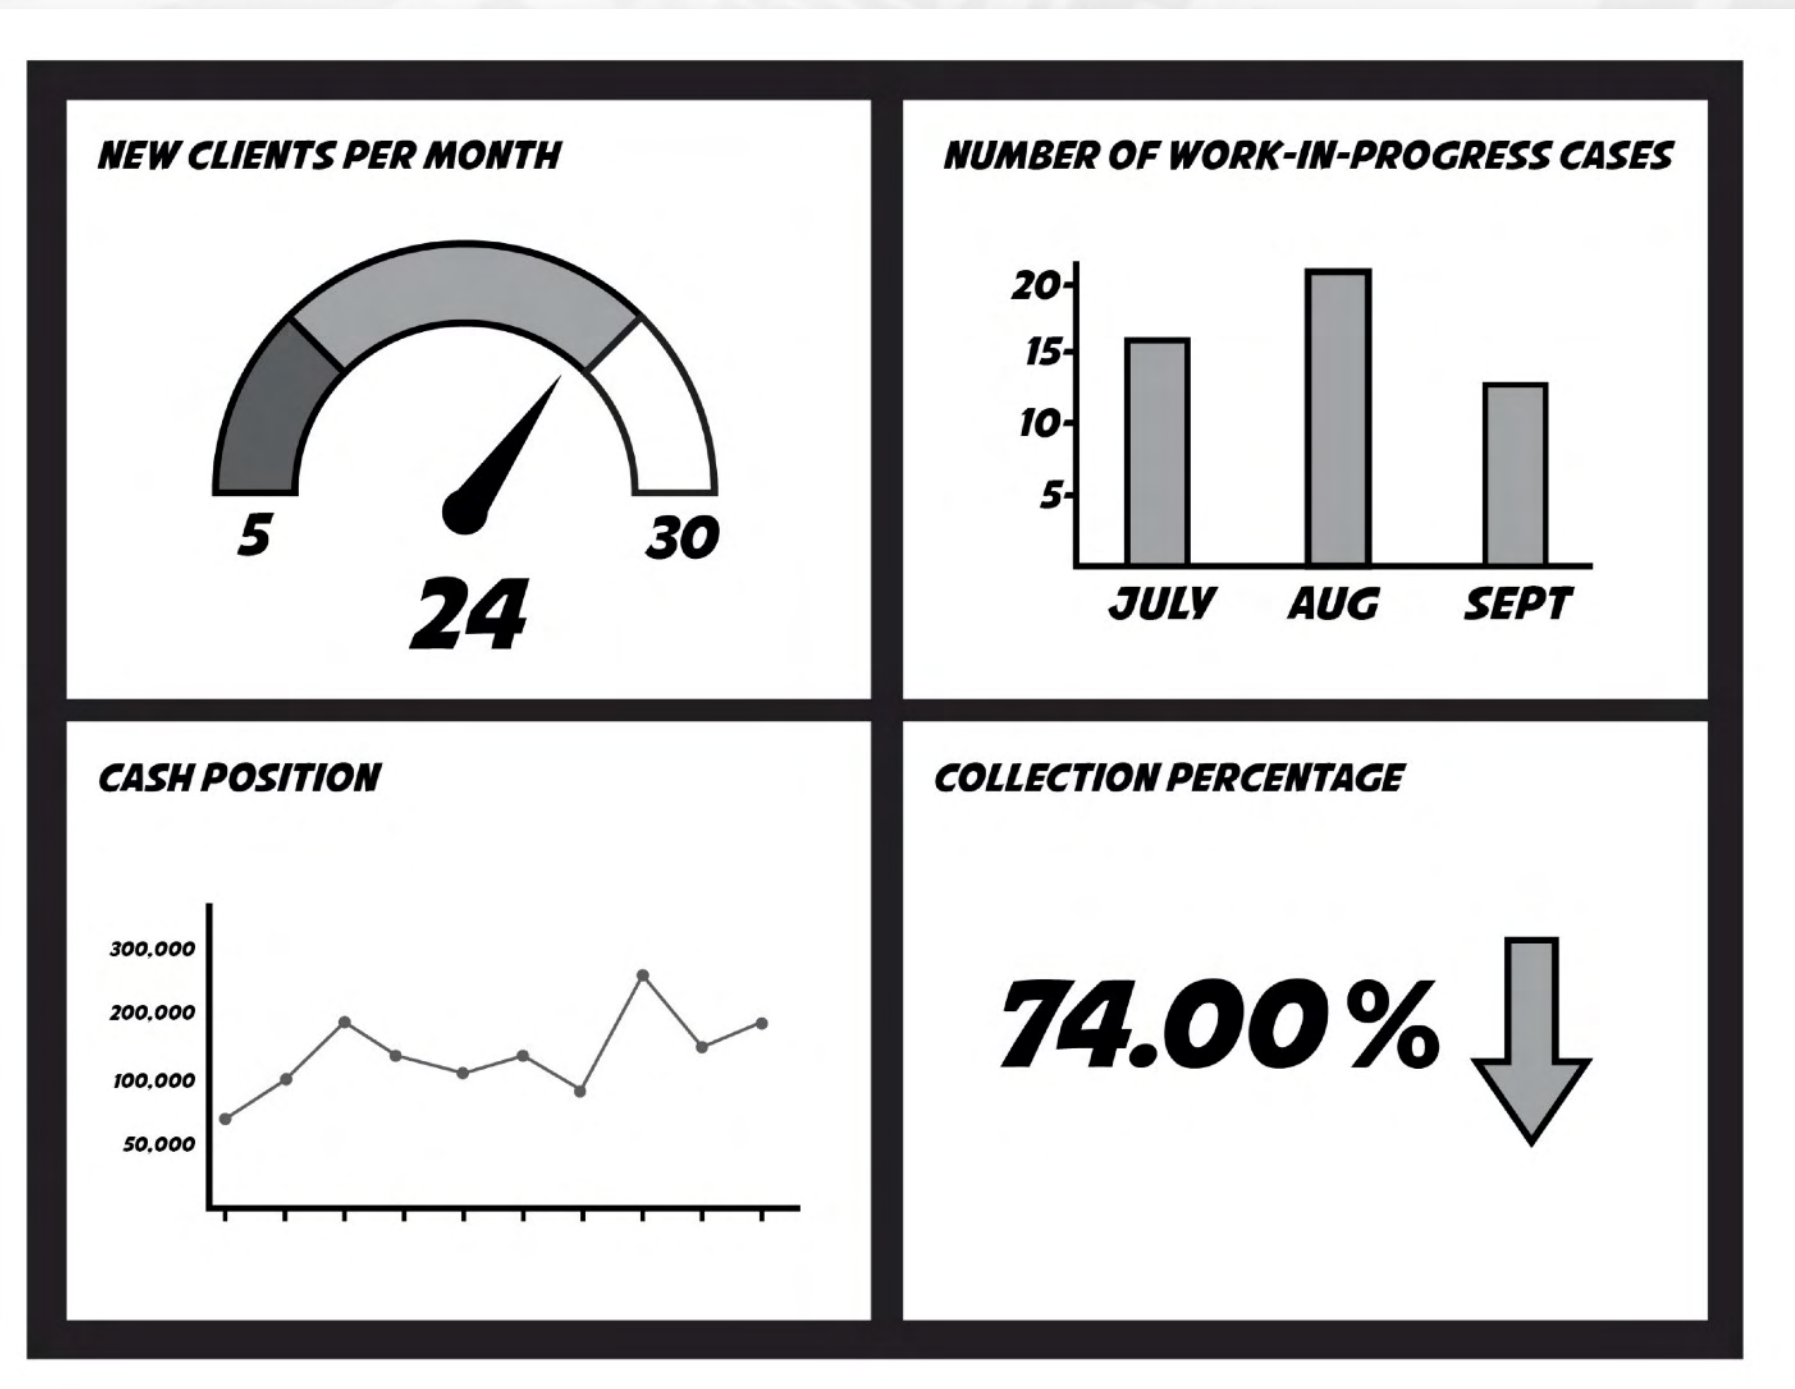 NEW CLIENTS PER MONTH
5
30
24
NUMBER OF WORK-IN-PROGRESS CASES
20
15
10
5
JULY AUG SEPT
CASH POSITION
300,000
200,000
100,000
50,000
COLLECTION PERCENTAGE
74.00%